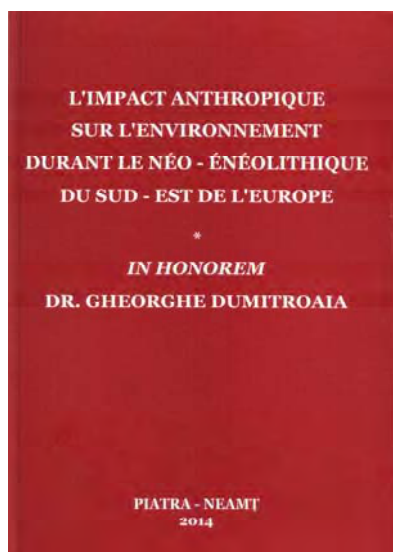 L'IMPACT ANTHROPIQUE
SUR L'ENVIRONNEMENT
DURANT LE NÉO - ÉNÉOLITHIQUE
DU SUD - EST DE L'EUROPE
*
IN HONOREM
DR. GHEORGHE DUMITROAIA
PIATRA - NEAMŢ
2014